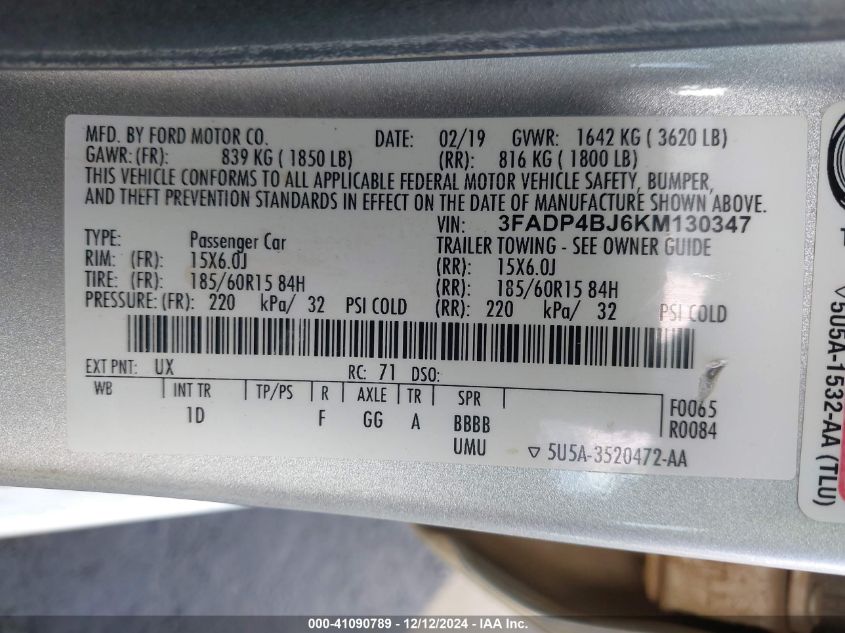 MFD. BY FORD MOTOR CO. DATE: 02/19 GVWR: 1642 KG ( 3620 LB)
GAWR: (FR): 839 KG ( 1850 LB) (RR): 816 KG ( 1800 LB)
THIS VEHICLE CONFORMS TO ALL APPLICABLE FEDERAL MOTOR VEHICLE SAFETY, BUMPER,
AND THEFT PREVENTION STANDARDS IN EFFECT ON THE DATE OF MANUFACTURE SHOWN ABOVE.
VIN: 3FADP4BJ6KM130347
TYPE: Passenger Car TRAILER TOWING - SEE OWNER GUIDE
RIM: (FR): 15X6.0J (RR): 15X6.0J
TIRE: (FR): 185/60R15 84H (RR): 185/60R15 84H
PRESSURE: (FR): 220 kPa/ 32 PSI COLD (RR): 220 kPa/ 32 PSI COLD
EXT PNT: UX RC: 71 DSO:
WB INT TR TP/PS R AXLE TR SPR
1D F GG A BBBB
UMU
F0065
R0084
▽ 5U5A-3520472-AA
▽5U5A-1532-AA (TLU)
000-41090789 - 12/12/2024 - IAA Inc.